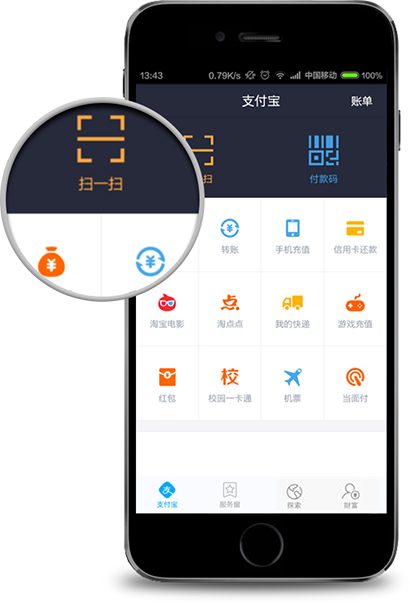 13:43 0.79K/s 中国移动 100%
支付宝 账单
扫一扫
付款码
转账 手机充值 信用卡还款
淘宝电影 淘点点 我的快递 游戏充值
校
红包 校园一卡通 机票 当面付
支
支付宝 服务窗 探索 财富